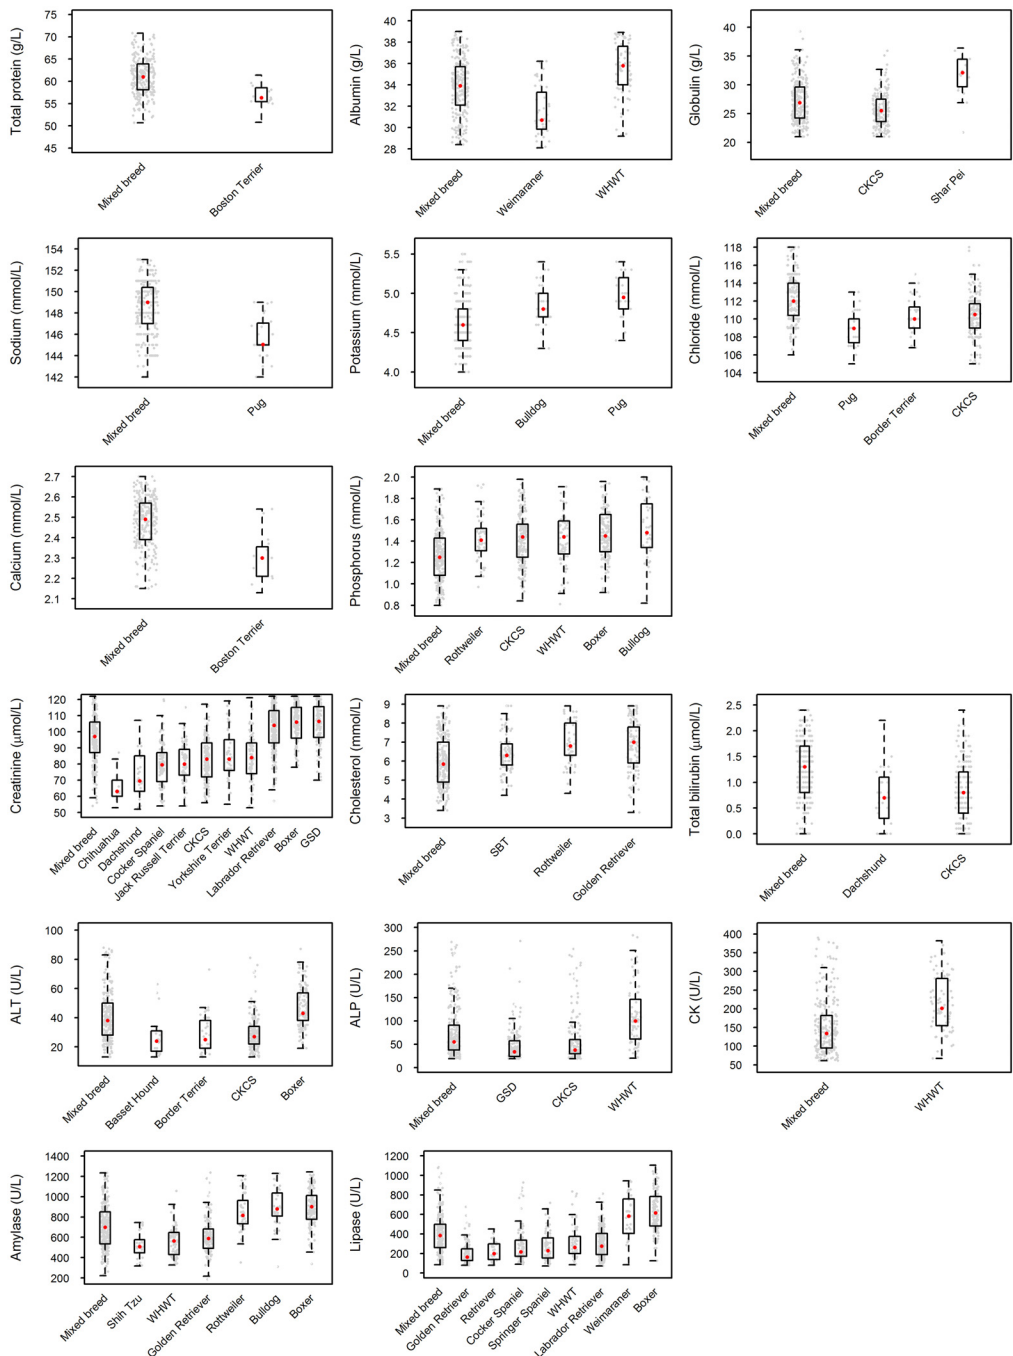 Total protein (g/L)
75
70
65
60
55
50
45
Mixed breed
Boston Terrier
Albumin (g/L)
40
38
36
34
32
30
28
Mixed breed
Weimaraner
WHWT
Globulin (g/L)
40
35
30
25
20
Mixed breed
CKCS
Shar Pei
Sodium (mmol/L)
154
152
150
148
146
144
142
Mixed breed
Pug
Potassium (mmol/L)
5.5
5.0
4.5
4.0
Mixed breed
Bulldog
Pug
Chloride (mmol/L)
118
116
114
112
110
108
106
104
Mixed breed
Pug
Border Terrier
CKCS
Calcium (mmol/L)
2.7
2.6
2.5
2.4
2.3
2.2
2.1
Mixed breed
Boston Terrier
Phosphorus (mmol/L)
2.0
1.8
1.6
1.4
1.2
1.0
0.8
Mixed breed
Rottweiler
CKCS
WHWT
Boxer
Bulldog
Creatinine (μmol/L)
120
110
100
90
80
70
60
50
Mixed breed
Chihuahua
Dachshund
Cocker Spaniel
Jack Russell Terrier
CKCS
Yorkshire Terrier
WHWT
Labrador Retriever
Boxer
GSD
Cholesterol (mmol/L)
9
8
7
6
5
4
3
Mixed breed
SBT
Rottweiler
Golden Retriever
Total bilirubin (μmol/L)
2.5
2.0
1.5
1.0
0.5
0.0
Mixed breed
Dachshund
CKCS
ALT (U/L)
100
80
60
40
20
Mixed breed
Basset Hound
Border Terrier
CKCS
Boxer
ALP (U/L)
300
250
200
150
100
50
0
Mixed breed
GSD
CKCS
WHWT
CK (U/L)
400
350
300
250
200
150
100
50
Mixed breed
WHWT
Amylase (U/L)
1400
1200
1000
800
600
400
200
Mixed breed
Shih Tzu
WHWT
Golden Retriever
Rottweiler
Bulldog
Boxer
Lipase (U/L)
1200
1000
800
600
400
200
0
Mixed breed
Golden Retriever
Retriever
Cocker Spaniel
Springer Spaniel
WHWT
Labrador Retriever
Weimaraner
Boxer